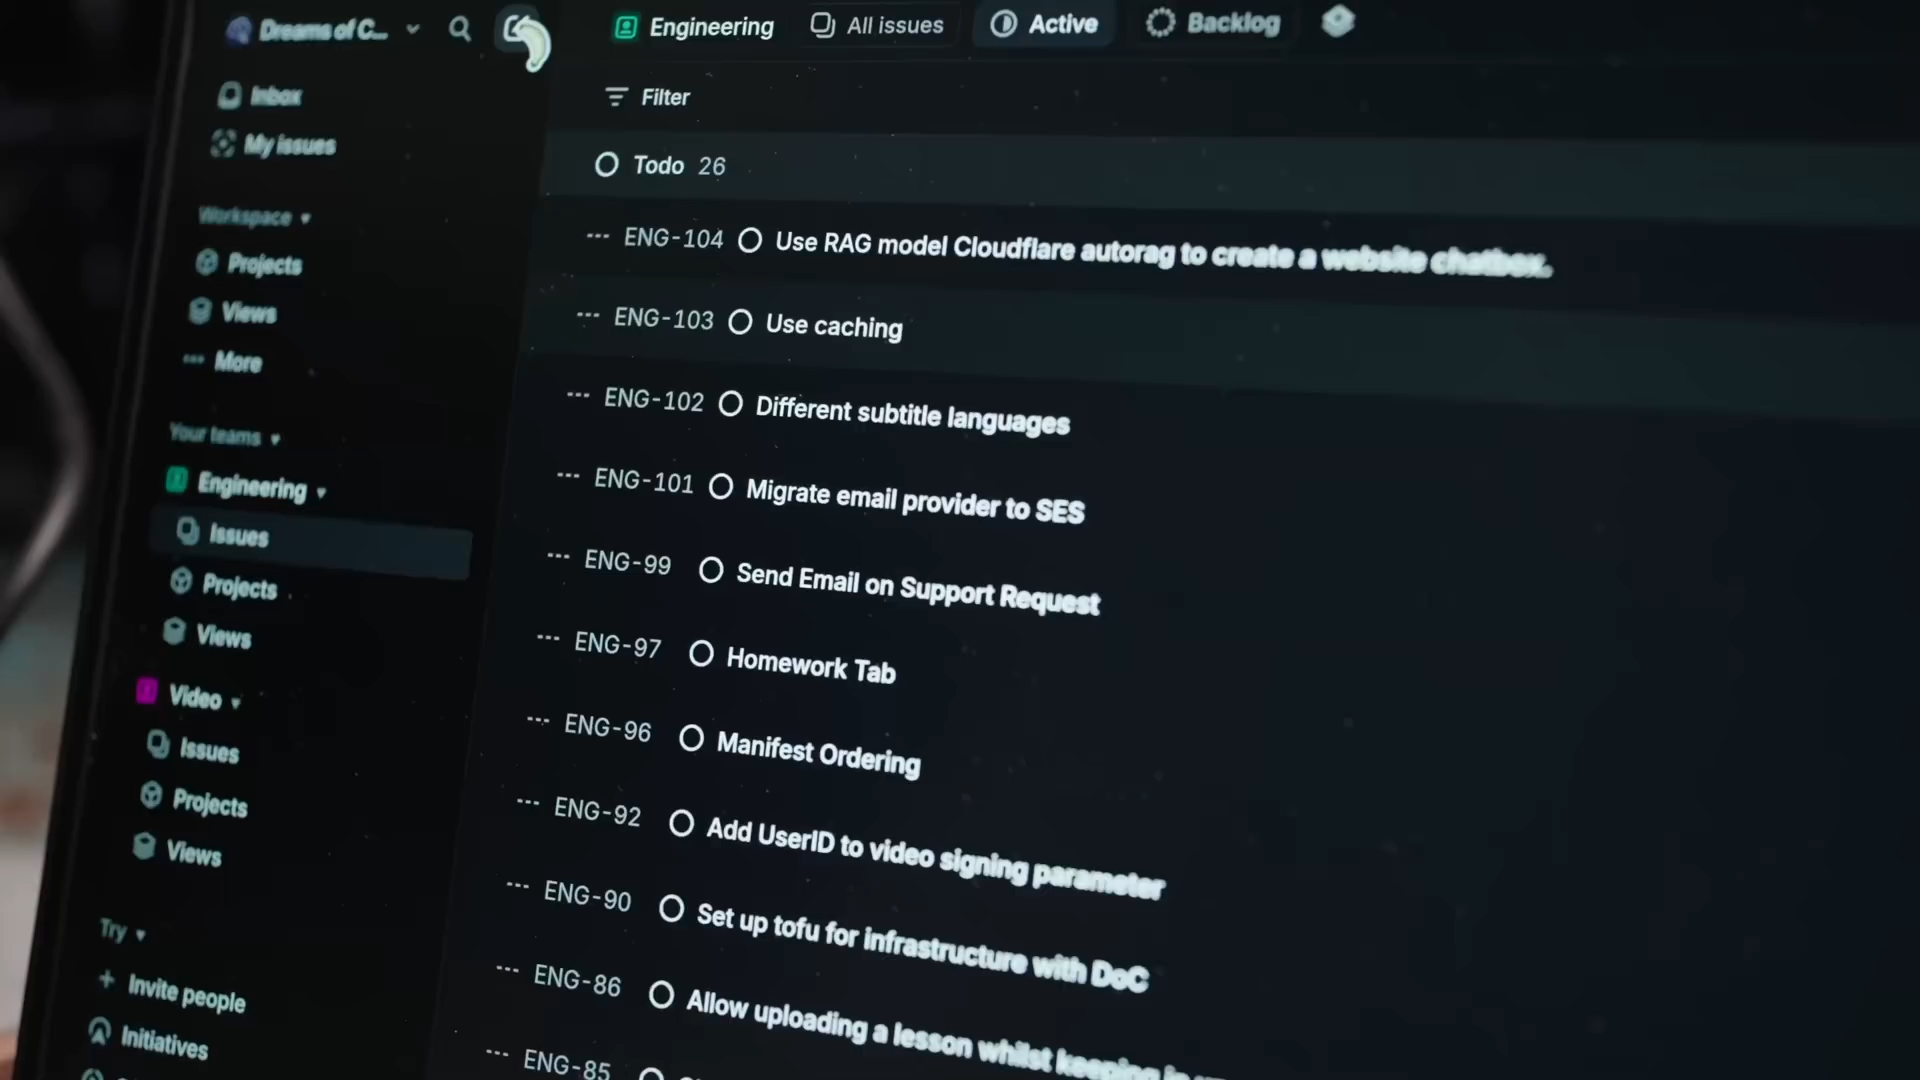 Dreams of C...
Inbox
My issues
Workspace
Projects
Views
More
Your teams
Engineering
Issues
Projects
Views
Video
Issues
Projects
Views
Try
Invite people
Initiatives
Engineering
All issues
Active
Backlog
Filter
Todo 26
ENG-104 Use RAG model Cloudflare autorag to create a website chatbox.
ENG-103 Use caching
ENG-102 Different subtitle languages
ENG-101 Migrate email provider to SES
ENG-99 Send Email on Support Request
ENG-97 Homework Tab
ENG-96 Manifest Ordering
ENG-92 Add UserID to video signing parameter
ENG-90 Set up tofu for infrastructure with DoC
ENG-86 Allow uploading a lesson whilst keeping
ENG-85